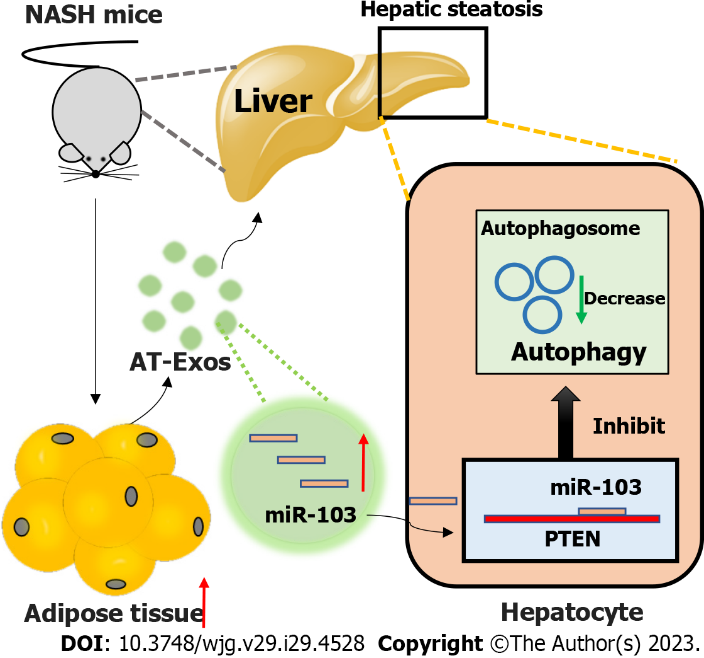 NASH mice
Hepatic steatosis
Liver
Autophagosome
Decrease
Autophagy
AT-Exos
Inhibit
miR-103
miR-103
PTEN
Adipose tissue
Hepatocyte
DOI: 10.3748/wjg.v29.i29.4528 Copyright ©The Author(s) 2023.